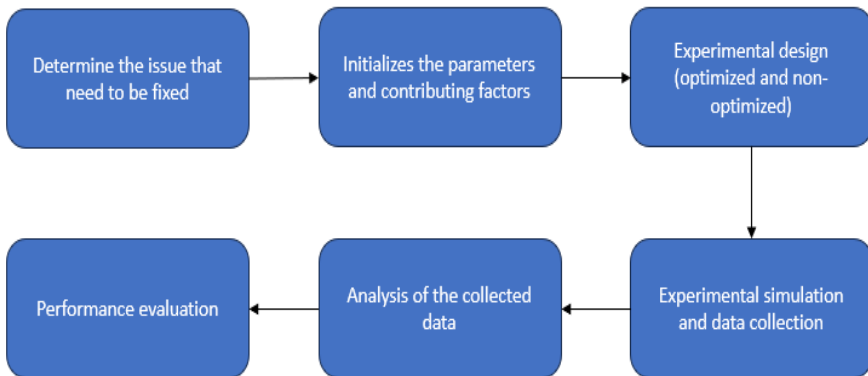 Determine the issue that
need to be fixed
Initializes the parameters
and contributing factors
Experimental design
(optimized and non-
optimized)
Experimental simulation
and data collection
Analysis of the collected
data
Performance evaluation